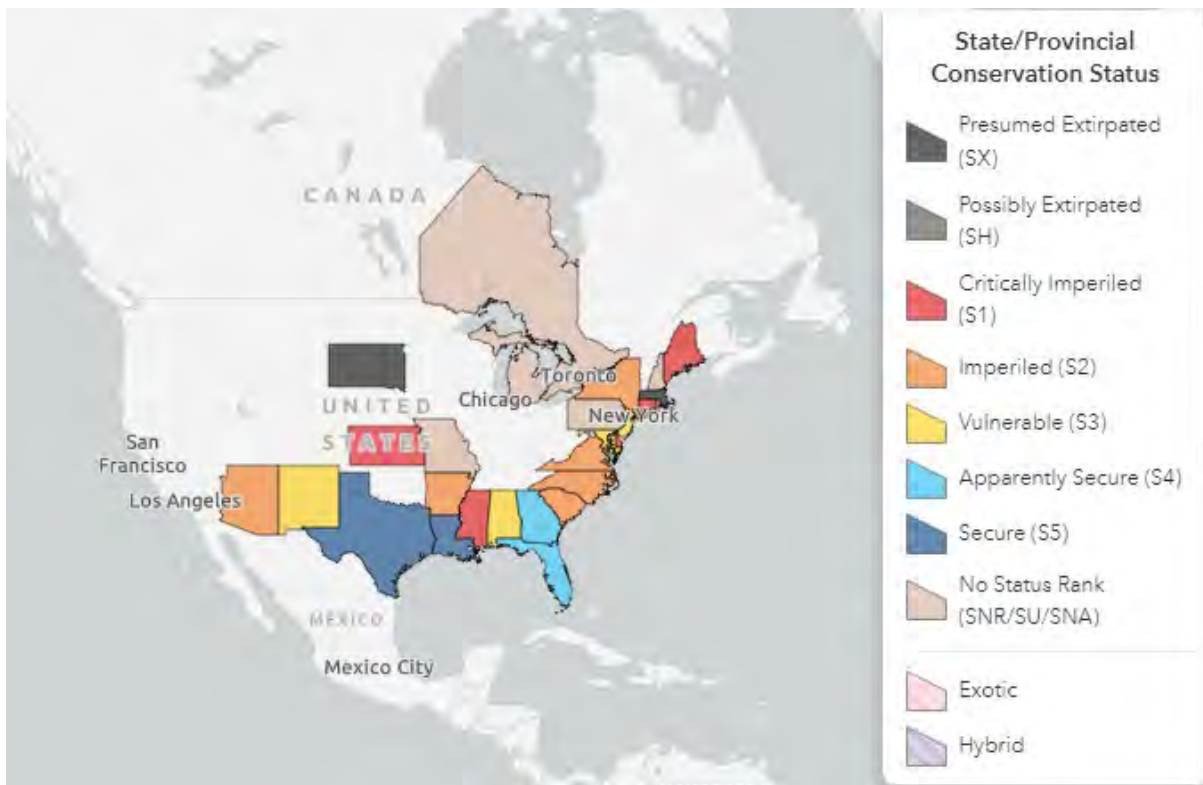 State/Provincial
Conservation Status
Presumed Extirpated
(SX)
Possibly Extirpated
(SH)
Critically Imperiled
(S1)
Imperiled (S2)
Vulnerable (S3)
Apparently Secure (S4)
Secure (S5)
No Status Rank
(SNR/SU/SNA)
Exotic
Hybrid
CANADA
Toronto
Chicago
New York
UNITED
STATES
San
Francisco
Los Angeles
MÉXICO
Mexico City